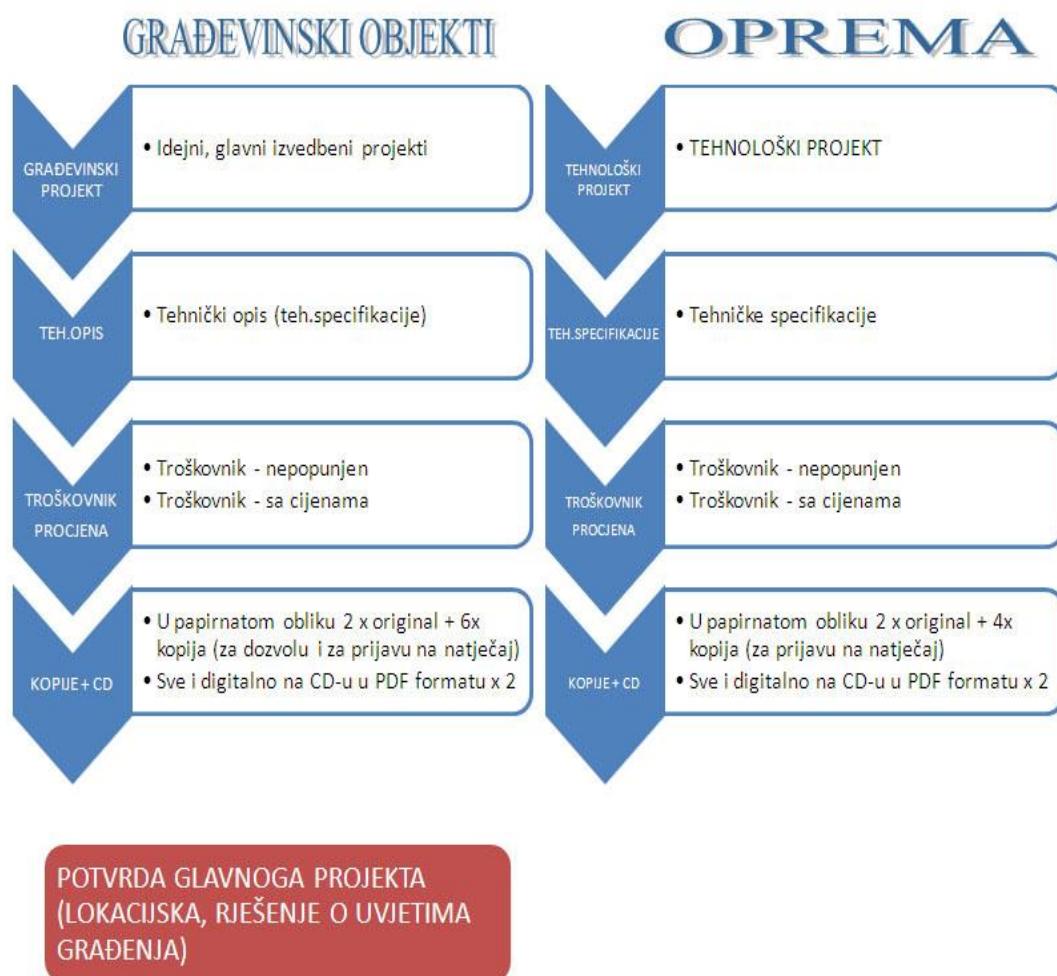 GRAĐEVINSKI OBJEKTI
GRAĐEVINSKI
PROJEKT
• Idejni, glavni izvedbeni projekti
TEH.OPIS
• Tehnički opis (teh.specifikacije)
TROŠKOVNIK
PROCJENA
• Troškovnik - nepopunjen
• Troškovnik - sa cijenama
KOPIJE + CD
• U papirnatom obliku 2 x original + 6x
kopija (za dozvolu i za prijavu na natječaj)
• Sve i digitalno na CD-u u PDF formatu x 2
OPREMA
TEHNOLOŠKI
PROJEKT
• TEHNOLOŠKI PROJEKT
TEH.SPECIFIKACIJE
• Tehničke specifikacije
TROŠKOVNIK
PROCJENA
• Troškovnik - nepopunjen
• Troškovnik - sa cijenama
KOPIJE + CD
• U papirnatom obliku 2 x original + 4x
kopija (za prijavu na natječaj)
• Sve i digitalno na CD-u u PDF formatu x 2
POTVRDA GLAVNOGA PROJEKTA
(LOKACIJSKA, RJEŠENJE O UVJETIMA
GRAĐENJA)